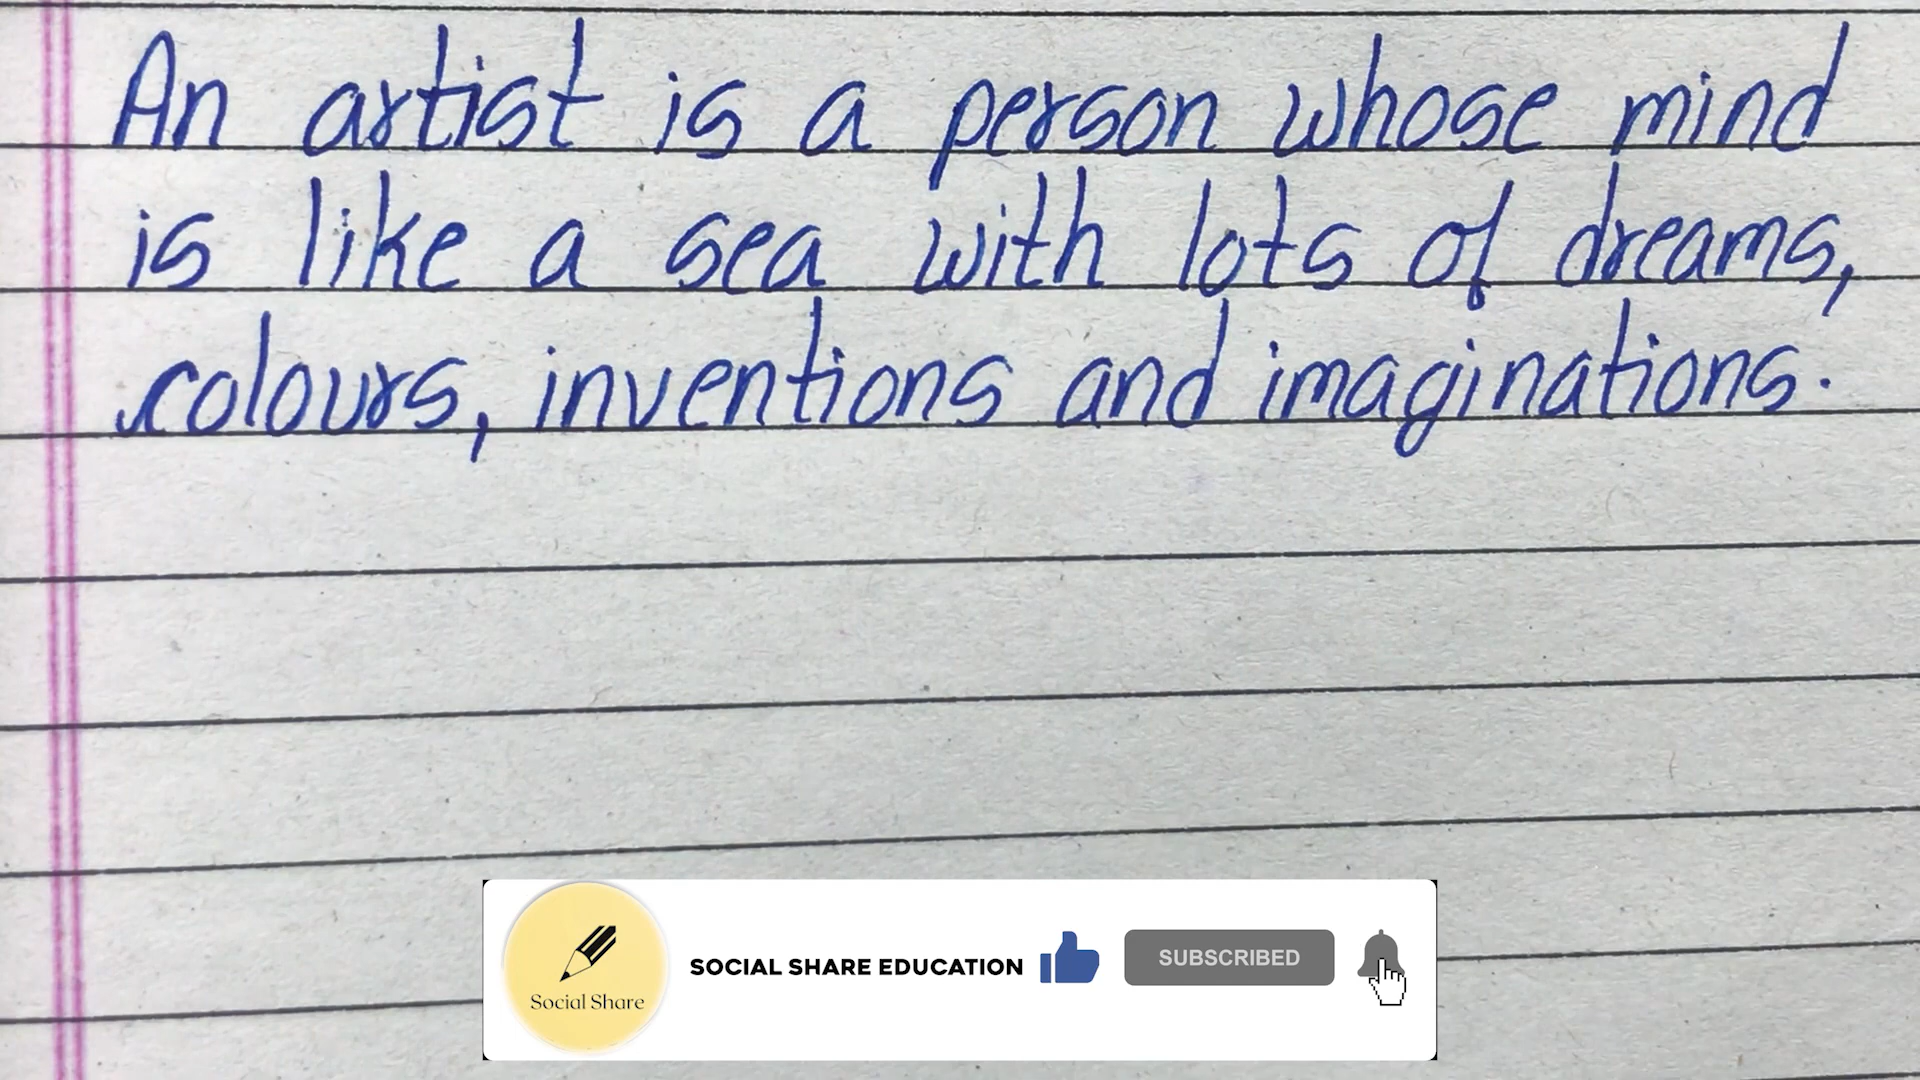 An artist is a person whose mind
is like a sea with lots of dreams,
colours, inventions and imaginations.
SOCIAL SHARE EDUCATION
SUBSCRIBED
Social Share